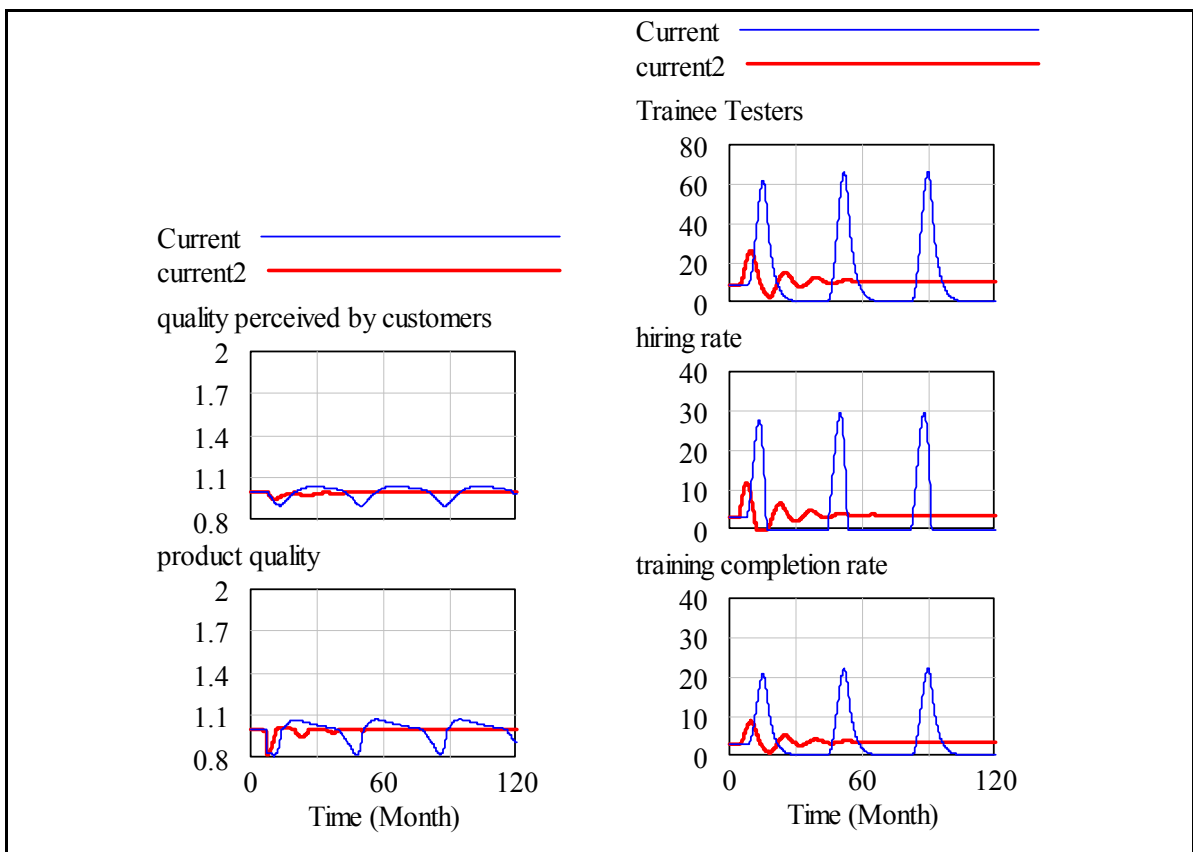 Current
current2
quality perceived by customers
2
1.7
1.4
1.1
0.8
product quality
2
1.7
1.4
1.1
0.8
0 60 120
Time (Month)
Current
current2
Trainee Testers
80
60
40
20
0
hiring rate
40
30
20
10
0
training completion rate
40
30
20
10
0
0 60 120
Time (Month)